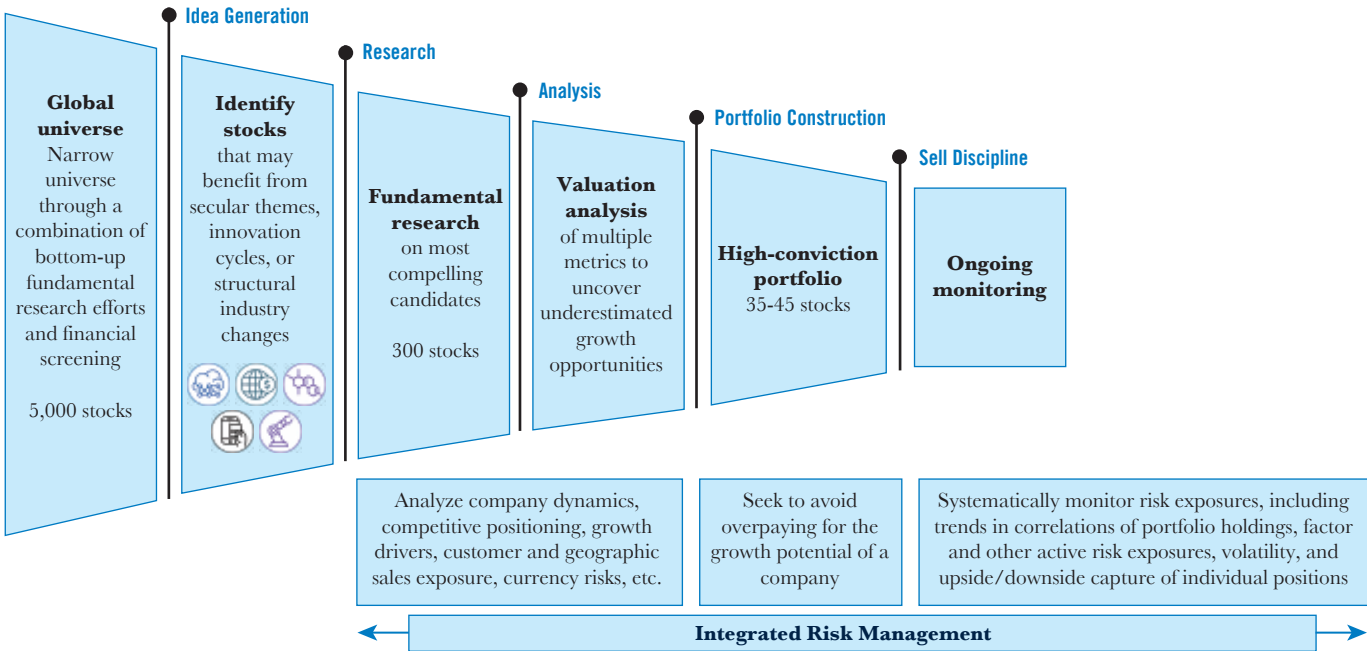 Idea Generation
Research
Analysis
Portfolio Construction
Sell Discipline
Global
universe
Narrow
universe
through a
combination of
bottom-up
fundamental
research efforts
and financial
screening
5,000 stocks
Identify
stocks
that may
benefit from
secular themes,
innovation
cycles, or
structural
industry
changes
$
Fundamental
research
on most
compelling
candidates
300 stocks
Valuation
analysis
of multiple
metrics to
uncover
underestimated
growth
opportunities
High-conviction
portfolio
35-45 stocks
Ongoing
monitoring
Analyze company dynamics,
competitive positioning, growth
drivers, customer and geographic
sales exposure, currency risks, etc.
Seek to avoid
overpaying for the
growth potential of a
company
Systematically monitor risk exposures, including
trends in correlations of portfolio holdings, factor
and other active risk exposures, volatility, and
upside/downside capture of individual positions
Integrated Risk Management